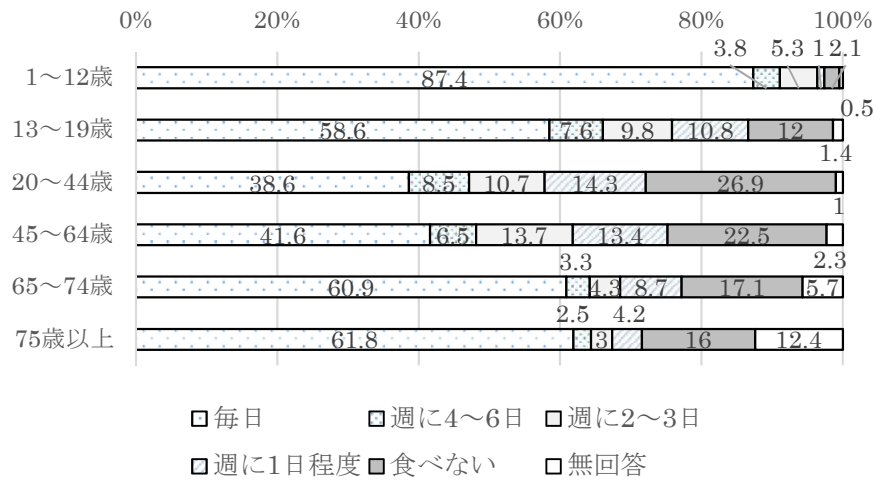 0% 20% 40% 60% 80% 100%
3.8 5.3 1 2.1
1～12歳 87.4
0.5
13～19歳 58.6 7.6 9.8 10.8 12
1.4
20～44歳 38.6 8.5 10.7 14.3 26.9
1
45～64歳 41.6 6.5 13.7 13.4 22.5
3.3 2.3
65～74歳 60.9 4.3 8.7 17.1 5.7
2.5 4.2
75歳以上 61.8 3 16 12.4
毎日 週に4～6日 週に2～3日
週に1日程度 食べない 無回答